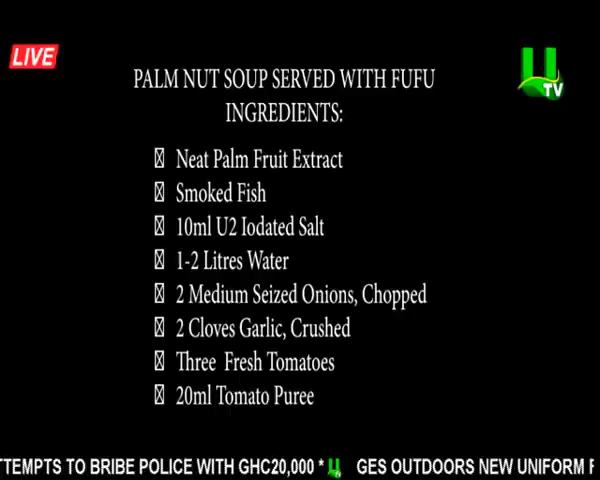 LIVE
U
TV
PALM NUT SOUP SERVED WITH FUFU
INGREDIENTS:
Neat Palm Fruit Extract
Smoked Fish
10ml U2 Iodated Salt
1-2 Litres Water
2 Medium Seized Onions, Chopped
2 Cloves Garlic, Crushed
Three Fresh Tomatoes
20ml Tomato Puree
TTEMPTS TO BRIBE POLICE WITH GHC20,000 * U TV GES OUTDOORS NEW UNIFORM F